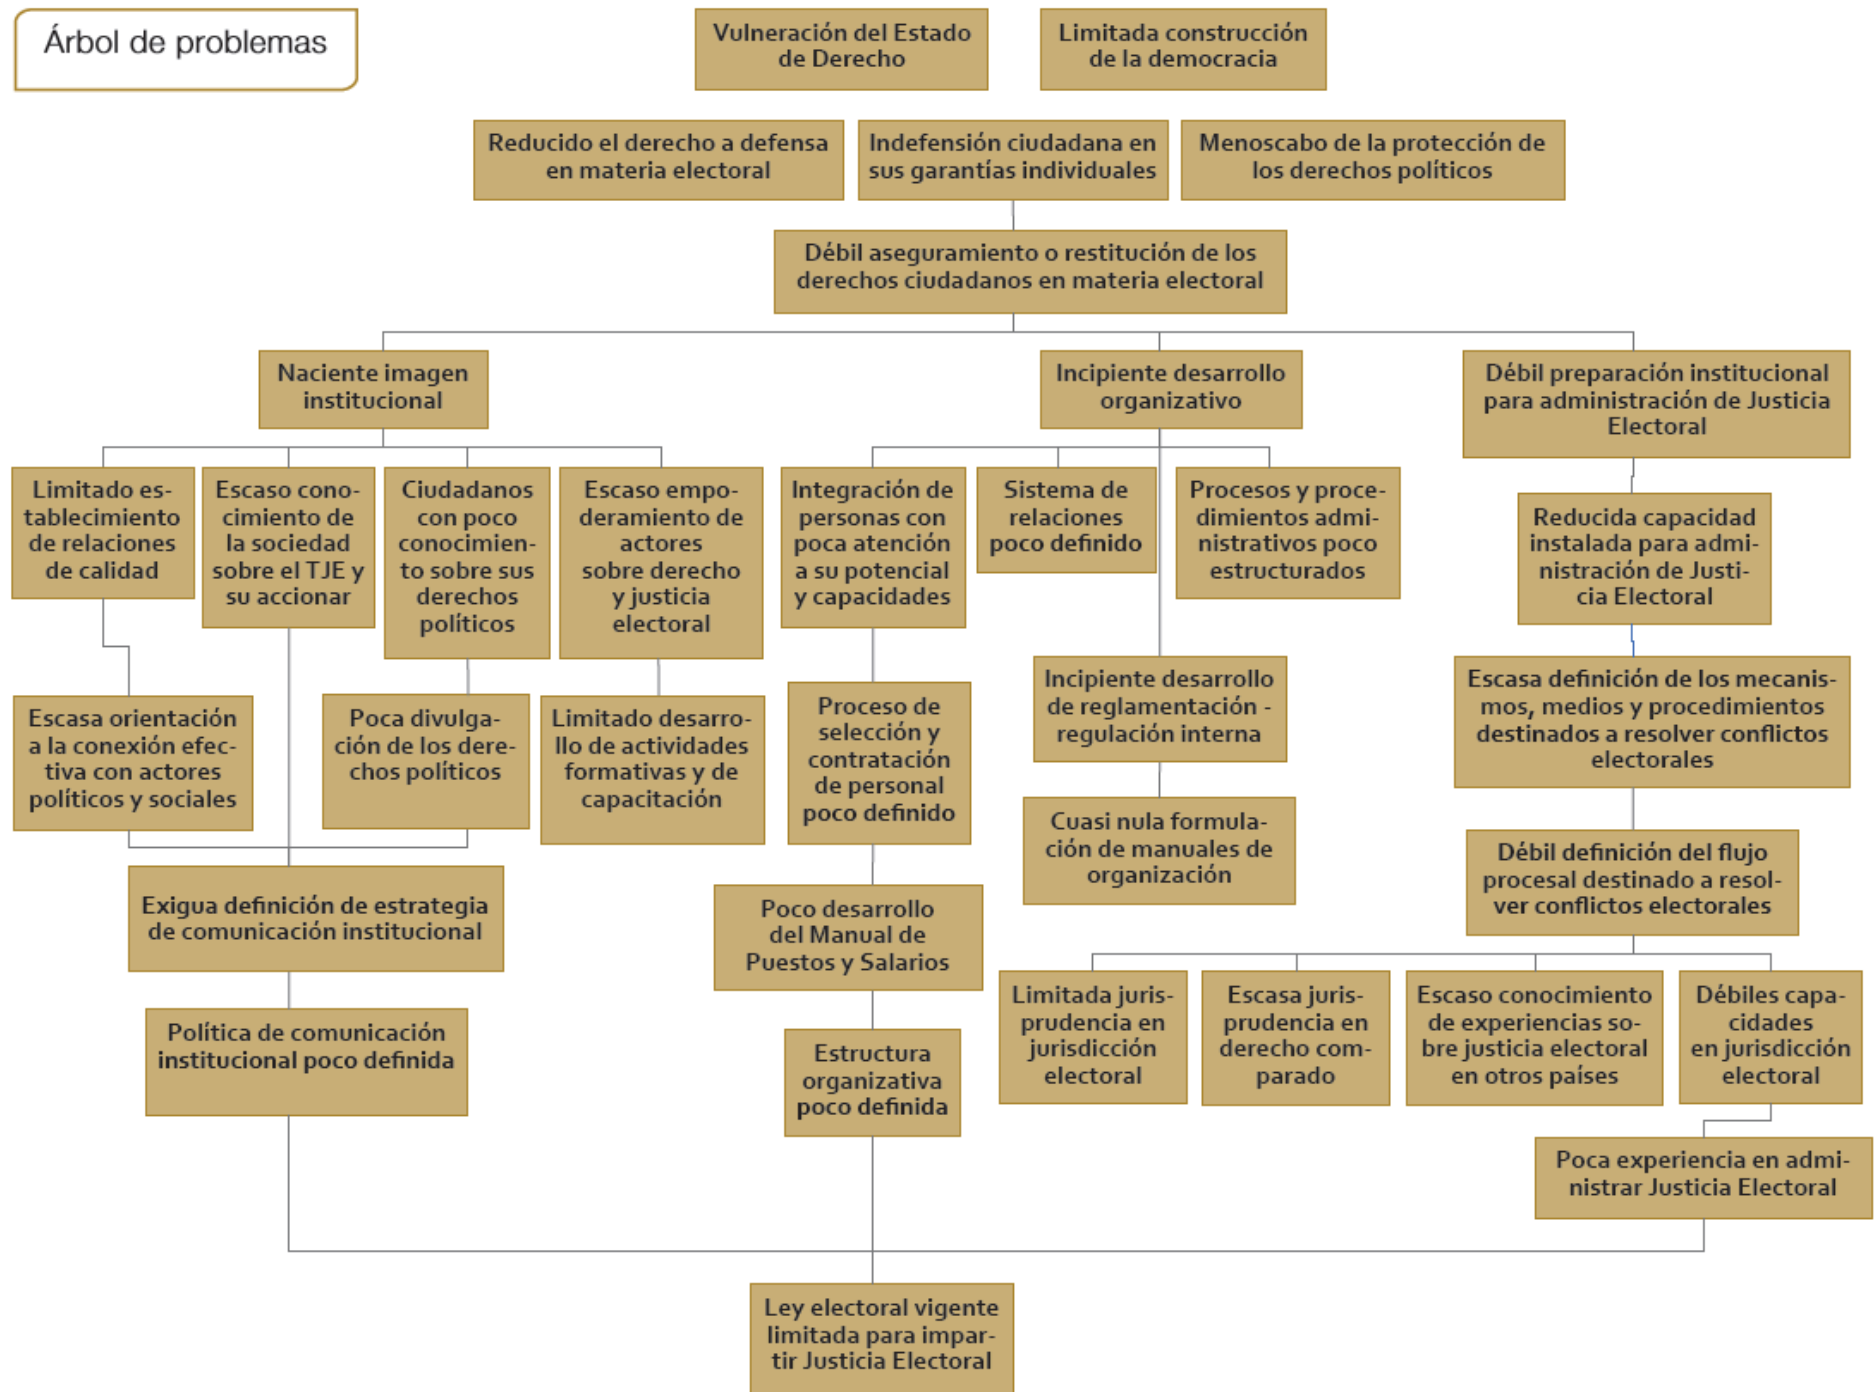 Árbol de problemas
Vulneración del Estado
de Derecho
Limitada construcción
de la democracia
Reducido el derecho a defensa
en materia electoral
Indefensión ciudadana en
sus garantías individuales
Menoscabo de la protección de
los derechos políticos
Débil aseguramiento o restitución de los
derechos ciudadanos en materia electoral
Naciente imagen
institucional
Incipiente desarrollo
organizativo
Débil preparación institucional
para administración de Justicia
Electoral
Limitado es-
tablecimiento
de relaciones
de calidad
Escaso cono-
cimiento de
la sociedad
sobre el TJE y
su accionar
Ciudadanos
con poco
conocimien-
to sobre sus
derechos
políticos
Escaso empo-
deramiento de
actores
sobre derecho
y justicia
electoral
Integración de
personas con
poca atención
a su potencial
y capacidades
Sistema de
relaciones
poco definido
Procesos y proce-
dimientos admi-
nistrativos poco
estructurados
Reducida capacidad
instalada para admi-
nistración de Justi-
cia Electoral
Escasa orientación
a la conexión efec-
tiva con actores
políticos y sociales
Poca divulga-
ción de los dere-
chos políticos
Limitado desarro-
llo de actividades
formativas y de
capacitación
Proceso de
selección y
contratación
de personal
poco definido
Incipiente desarrollo
de reglamentación -
regulación interna
Escasa definición de los mecanis-
mos, medios y procedimientos
destinados a resolver conflictos
electorales
Cuasi nula formula-
ción de manuales de
organización
Débil definición del flujo
procesal destinado a resol-
ver conflictos electorales
Exigua definición de estrategia
de comunicación institucional
Poco desarrollo
del Manual de
Puestos y Salarios
Limitada juris-
prudencia en
jurisdicción
electoral
Escasa juris-
prudencia en
derecho com-
parado
Escaso conocimiento
de experiencias so-
bre justicia electoral
en otros países
Débiles capa-
cidades
en jurisdicción
electoral
Política de comunicación
institucional poco definida
Estructura
organizativa
poco definida
Poca experiencia en admi-
nistrar Justicia Electoral
Ley electoral vigente
limitada para impar-
tir Justicia Electoral